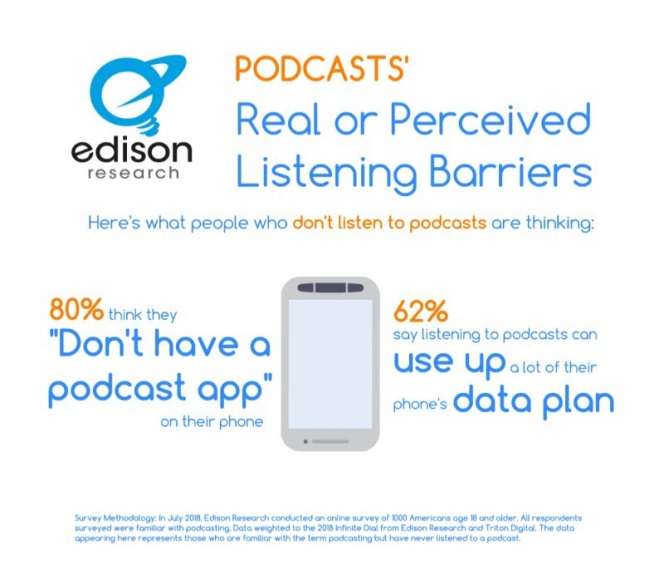 edison
research
PODCASTS'
Real or Perceived
Listening Barriers
Here's what people who don't listen to podcasts are thinking:
80% think they
"Don't have a
podcast app"
on their phone
62%
say listening to podcasts can
use up a lot of their
phone's data plan
Survey Methodology: In July 2018, Edison Research conducted an online survey of 1000 Americans age 18 and older. All respondents
surveyed were familiar with podcasting. Data weighted to the 2018 Infinite Dial from Edison Research and Triton Digital. The data
appearing here represents those who are familiar with the term podcasting but have never listened to a podcast.